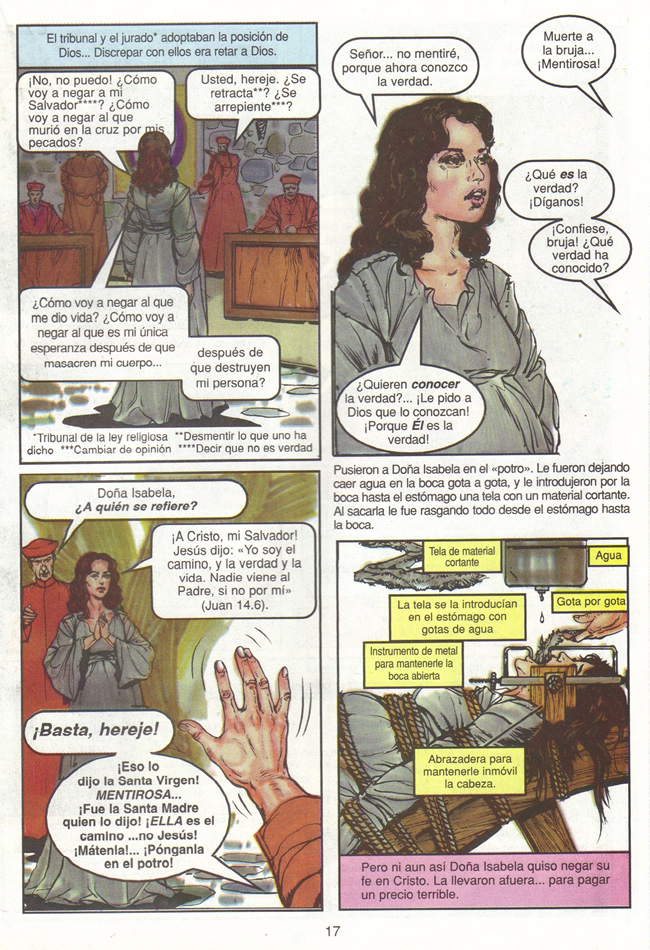 El tribunal y el jurado* adoptaban la posición de
Dios... Discrepar con ellos era retar a Dios.
¡No, no puedo! ¿Cómo
voy a negar a mi
Salvador****? ¿Cómo
voy a negar al que
murió en la cruz por mis
pecados?
Usted, hereje. ¿Se
retracta**? ¿Se
arrepiente***?
¿Cómo voy a negar al que
me dio vida? ¿Cómo voy a
negar al que es mi única
esperanza después de que
masacren mi cuerpo...
después de
que destruyen
mi persona?
*Tribunal de la ley religiosa **Desmentir lo que uno ha
dicho ***Cambiar de opinión ****Decir que no es verdad
Señor... no mentiré,
porque ahora conozco
la verdad.
Muerte a
la bruja...
¡Mentirosa!
¿Qué es la
verdad?
¡Díganos!
¡Confiese,
bruja! ¿Qué
verdad ha
conocido?
¿Quieren conocer
la verdad?... ¡Le pido a
Dios que lo conozcan!
¡Porque Él es la
verdad!
Doña Isabela,
¿A quién se refiere?
¡A Cristo, mi Salvador!
Jesús dijo: «Yo soy el
camino, y la verdad y la
vida. Nadie viene al
Padre, si no por mí»
(Juan 14.6).
¡Basta, hereje!
¡Eso lo
dijo la Santa Virgen!
MENTIROSA...
¡Fue la Santa Madre
quien lo dijo! ¡ELLA es el
camino ...no Jesús!
¡Mátenla!... ¡Pónganla
en el potro!
Pusieron a Doña Isabela en el «potro». Le fueron dejando
caer agua en la boca gota a gota, y le introdujeron por la
boca hasta el estómago una tela con un material cortante.
Al sacarla le fue rasgando todo desde el estómago hasta
la boca.
Tela de material
cortante
Agua
La tela se la introducían
en el estómago con
gotas de agua
Gota por gota
Instrumento de metal
para mantenerle la
boca abierta
Abrazadera para
mantenerle inmóvil
la cabeza.
Pero ni aun así Doña Isabela quiso negar su
fe en Cristo. La llevaron afuera... para pagar
un precio terrible.
17